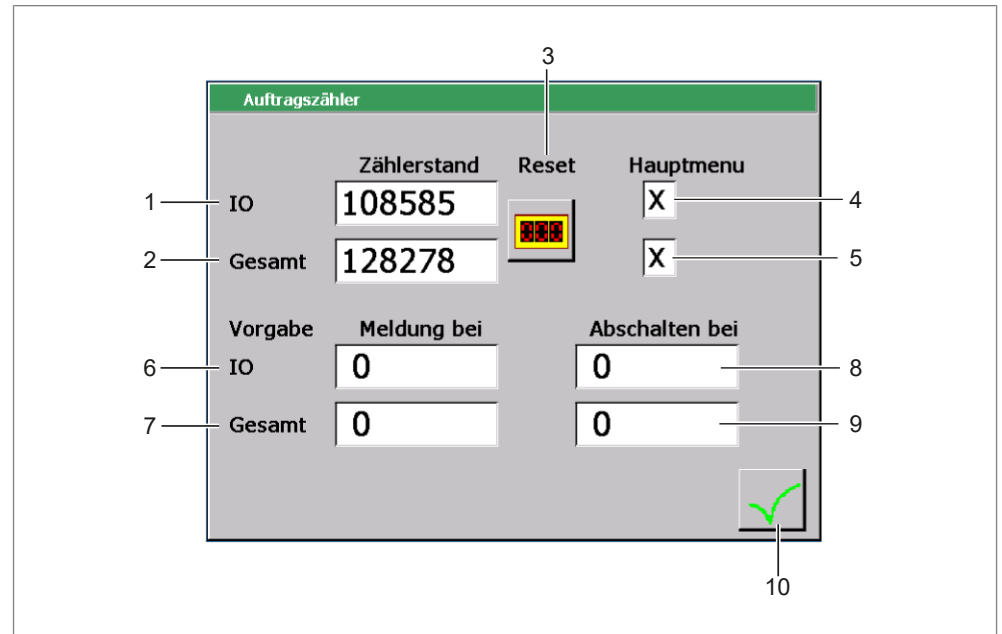 3
Auftragszähler
Zählerstand Reset Hauptmenu
1 IO 108585 000 X 4
2 Gesamt 128278 X 5
Vorgabe Meldung bei Abschalten bei
6 IO 0 0 8
7 Gesamt 0 0 9
10